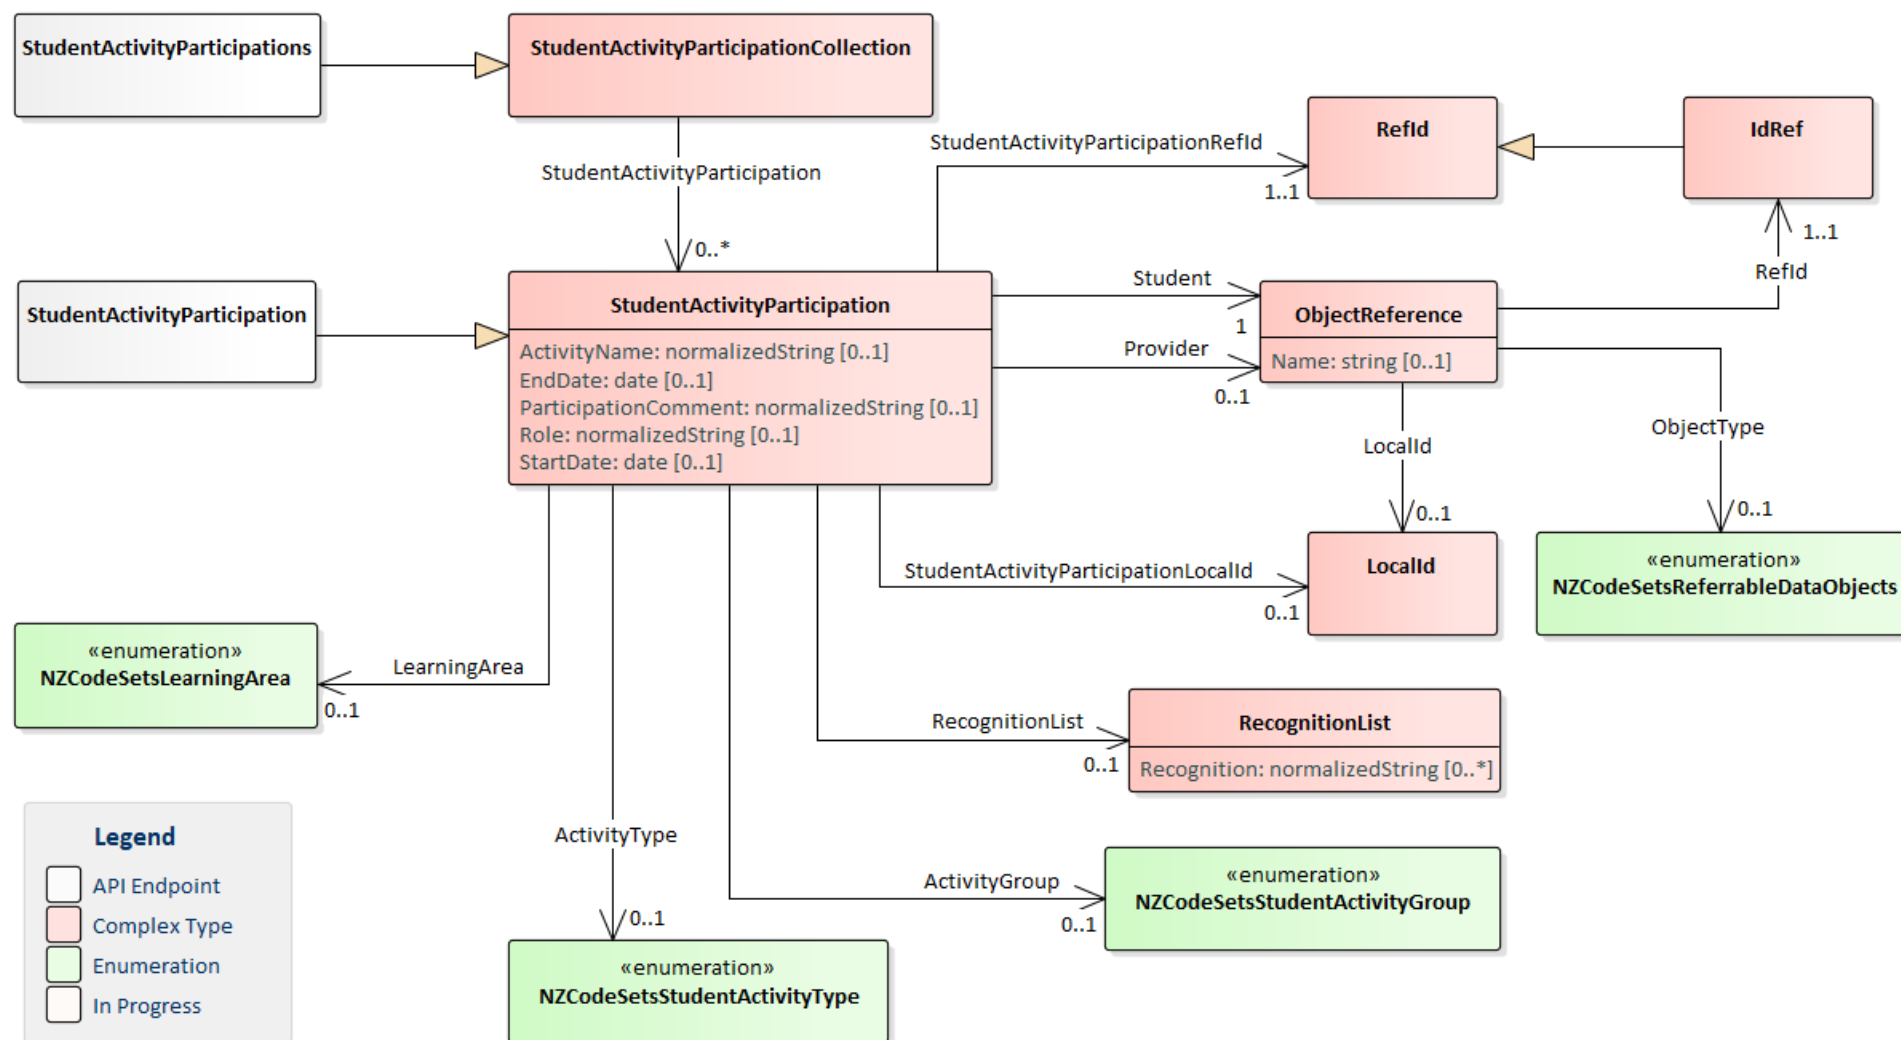 StudentActivityParticipations
StudentActivityParticipationCollection
RefId
IdRef
StudentActivityParticipationRefId
1..1
StudentActivityParticipation
0..*
1..1
RefId
StudentActivityParticipation
StudentActivityParticipation
ActivityName: normalizedString [0..1]
EndDate: date [0..1]
ParticipationComment: normalizedString [0..1]
Role: normalizedString [0..1]
StartDate: date [0..1]
Student
1
Provider
0..1
ObjectReference
Name: string [0..1]
LocalId
0..1
ObjectType
0..1
StudentActivityParticipationLocalId
0..1
LocalId
«enumeration»
NZCodeSetsReferrableDataObjects
«enumeration»
NZCodeSetsLearningArea
LearningArea
0..1
RecognitionList
0..1
RecognitionList
Recognition: normalizedString [0..*]
ActivityType
0..1
ActivityGroup
0..1
«enumeration»
NZCodeSetsStudentActivityGroup
«enumeration»
NZCodeSetsStudentActivityType
Legend
API Endpoint
Complex Type
Enumeration
In Progress